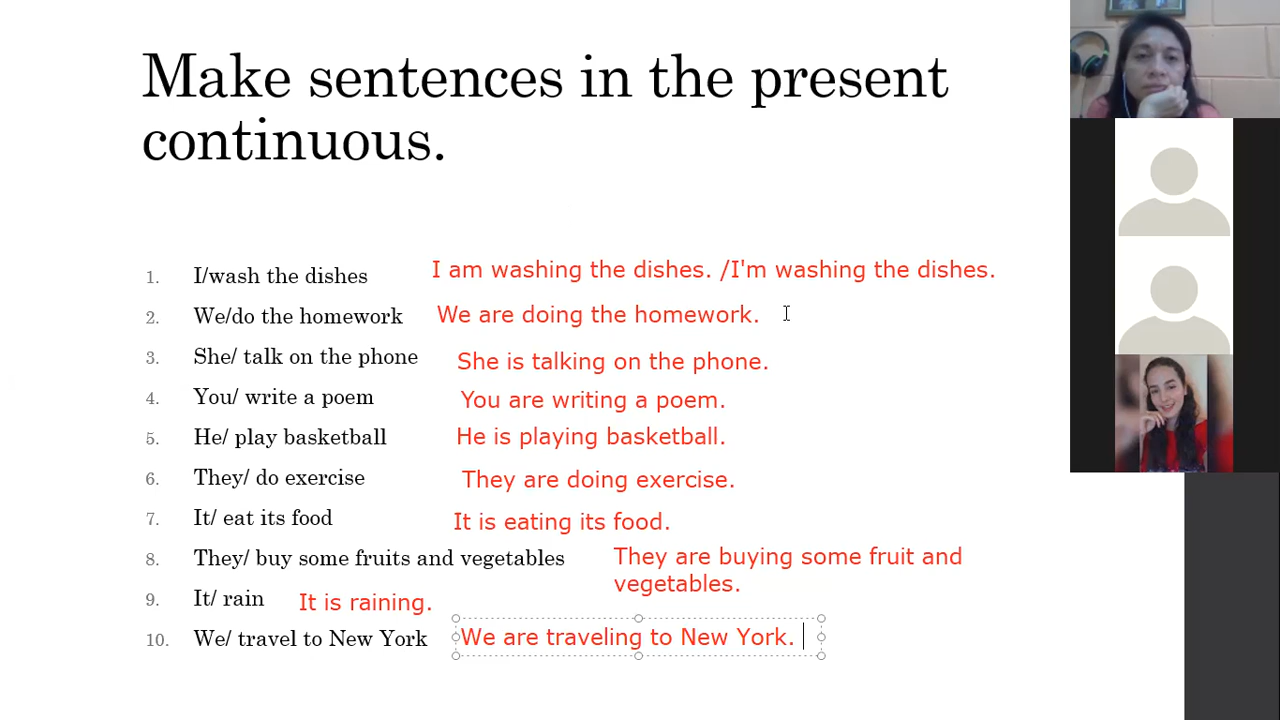 Make sentences in the present
continuous.
1. I/wash the dishes I am washing the dishes. /I'm washing the dishes.
2. We/do the homework We are doing the homework.
3. She/ talk on the phone She is talking on the phone.
4. You/ write a poem You are writing a poem.
5. He/ play basketball He is playing basketball.
6. They/ do exercise They are doing exercise.
7. It/ eat its food It is eating its food.
8. They/ buy some fruits and vegetables They are buying some fruit and
vegetables.
9. It/ rain It is raining.
10. We/ travel to New York We are traveling to New York.